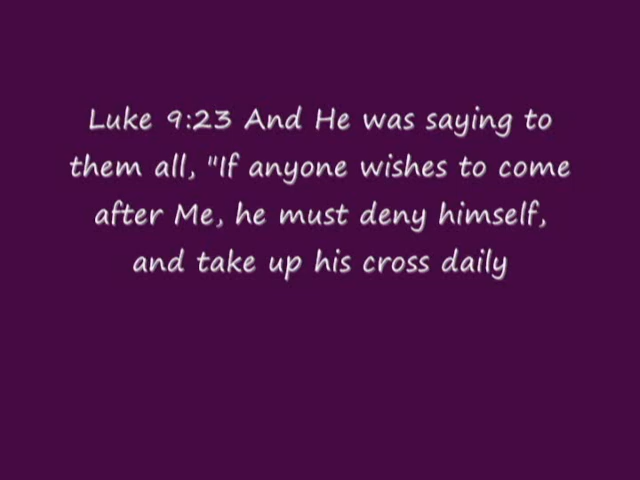 Luke 9:23 And He was saying to
them all, "If anyone wishes to come
after Me, he must deny himself,
and take up his cross daily